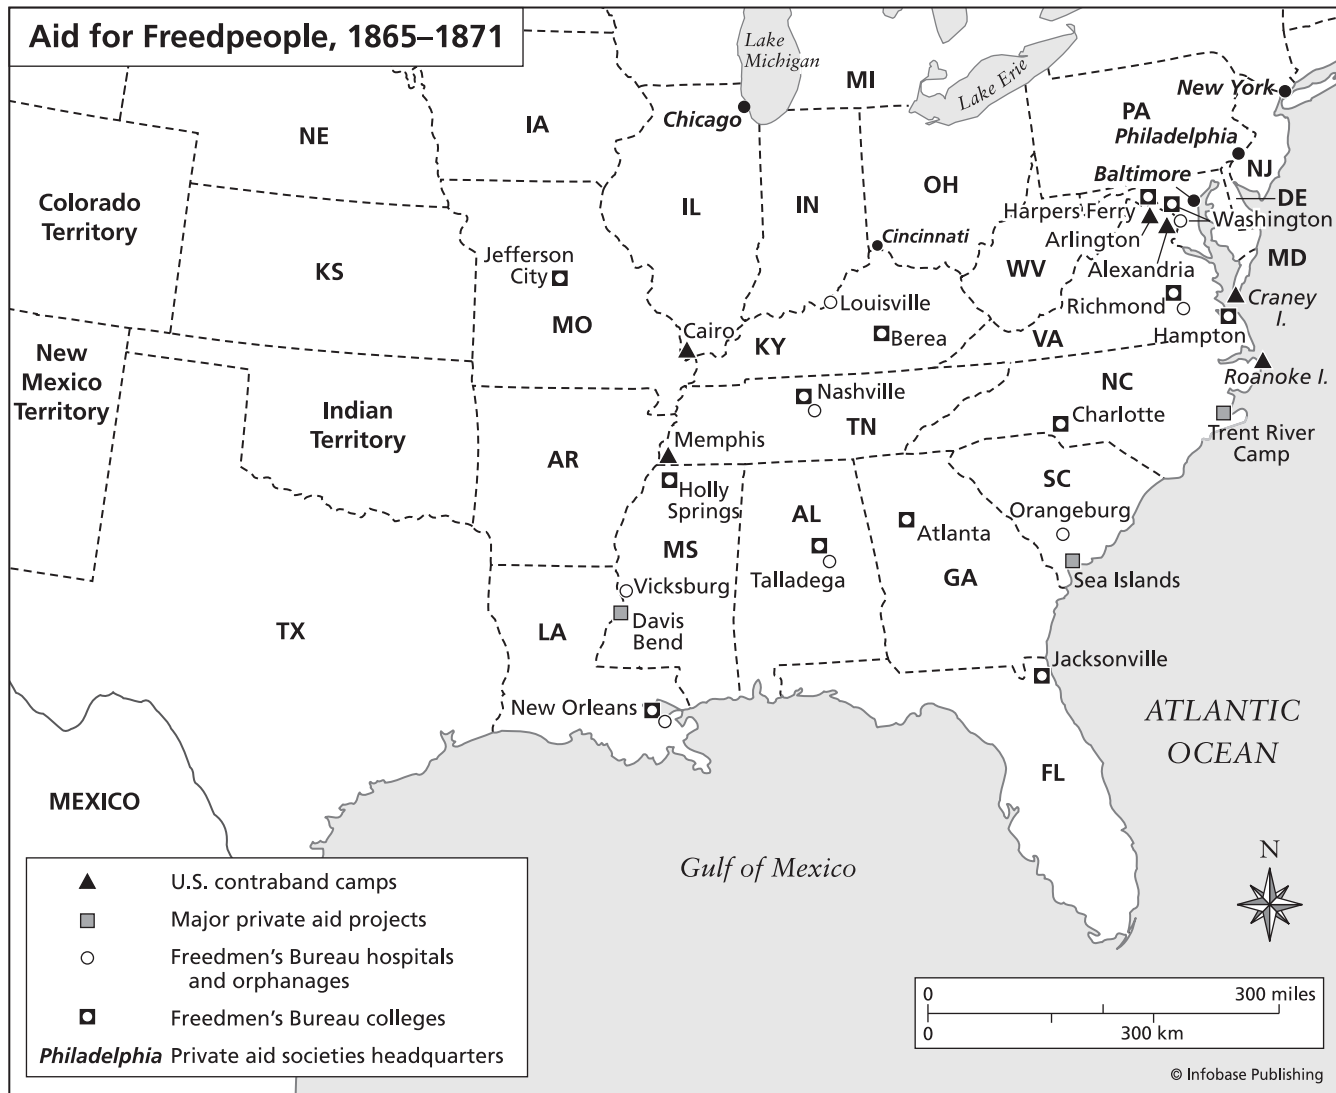 Aid for Freedpeople, 1865–1871
Lake
Michigan
Lake Erie
MI
New York
Chicago
IA
NE
PA
Philadelphia
NJ
Colorado
Territory
IL
IN
OH
Baltimore
DE
Harpers Ferry
Washington
Arlington
Cincinnati
Jefferson
City
KS
WV
Alexandria
MD
Louisville
Richmond
Craney
I.
MO
Cairo
KY
Berea
VA
Hampton
New
Mexico
Territory
Roanoke I.
Indian
Territory
Nashville
NC
TN
Charlotte
Trent River
Camp
AR
Memphis
Holly
Springs
SC
Orangeburg
AL
Atlanta
MS
Talladega
GA
Sea Islands
Vicksburg
TX
LA
Davis
Bend
Jacksonville
New Orleans
ATLANTIC
OCEAN
FL
MEXICO
Gulf of Mexico
N
U.S. contraband camps
Major private aid projects
Freedmen’s Bureau hospitals
and orphanages
Freedmen’s Bureau colleges
Philadelphia Private aid societies headquarters
0 300 miles
0 300 km
© Infobase Publishing